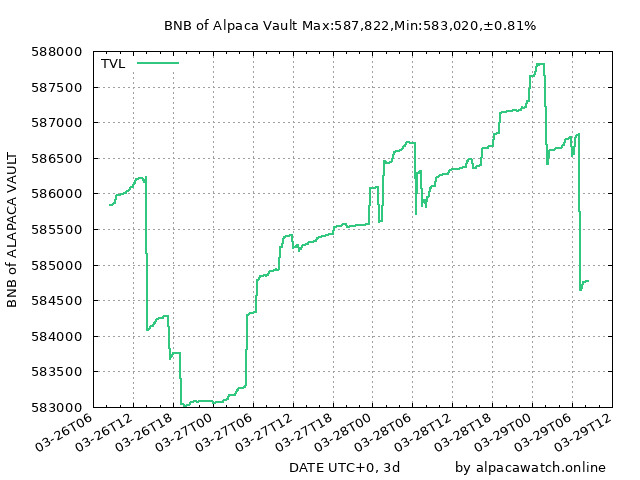 BNB of Alpaca Vault Max:587,822,Min:583,020,±0.81%
TVL
588000
587500
587000
586500
586000
585500
585000
584500
584000
583500
583000
BNB of ALAPACA VAULT
03-26T06
03-26T12
03-26T18
03-27T00
03-27T06
03-27T12
03-27T18
03-28T00
03-28T06
03-28T12
03-28T18
03-29T00
03-29T06
03-29T12
DATE UTC+0, 3d
by alpacawatch.online